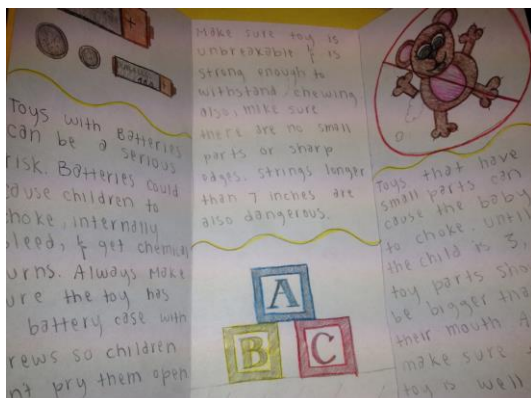 Toys with Batteries
can be a serious
risk. Batteries could
cause children to
choke, internally
bleed, & get chemical
burns. Always make
sure the toy has
battery case with
screws so children
can't pry them open
Make sure toy is
unbreakable & is
strong enough to
withstand chewing
also, make sure
there are no small
parts or sharp
edges. strings longer
than 7 inches are
also dangerous.
A
B C
Toys, that have
small parts can
cause the baby
to choke. until
the child is 3,
toy parts
be bigger than
their mouth
make sure
toy is well